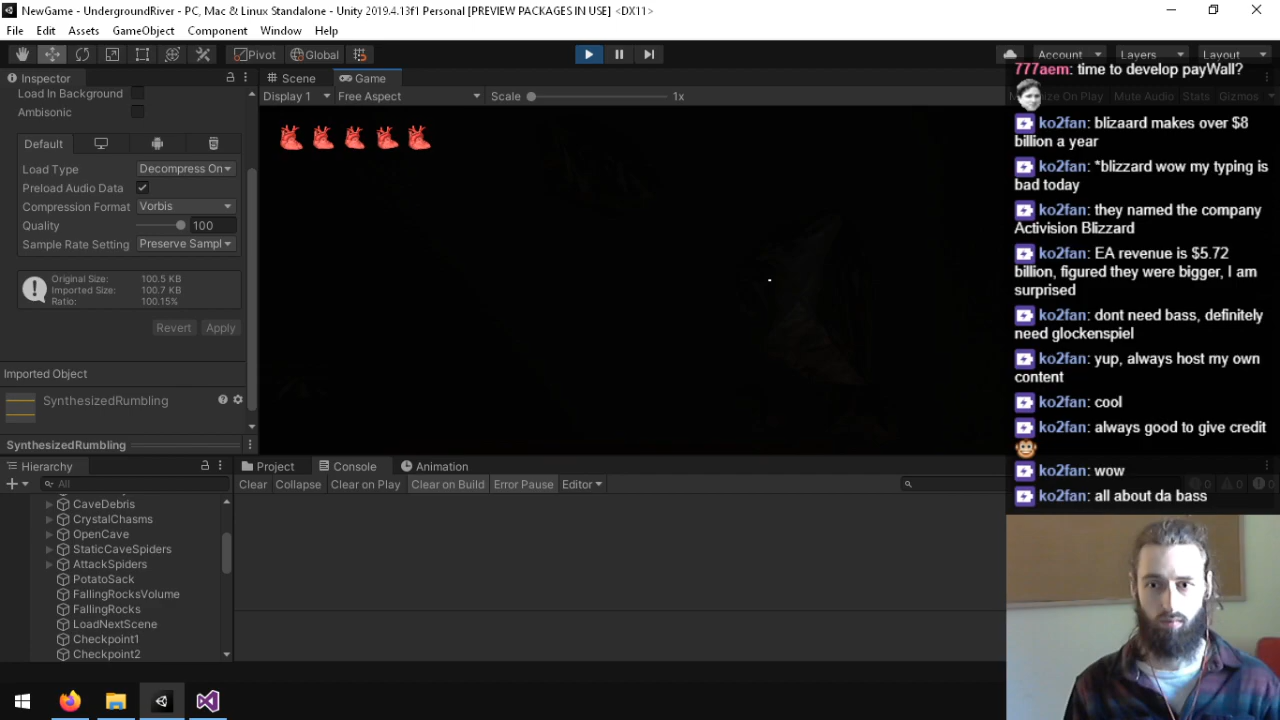 NewGame - UndergroundRiver - PC, Mac & Linux Standalone - Unity 2019.4.13f1 Personal [PREVIEW PACKAGES IN USE] <DX11>
File Edit Assets GameObject Component Window Help
Pivot Global Account Layers Layout
Inspector Scene Game
Load In Background
Display 1 Free Aspect Scale 1x Mute Audio Stats Gizmos
Ambisonic
Default
Load Type Decompress On
Preload Audio Data
Compression Format Vorbis
Quality 100
Sample Rate Setting Preserve Sampl
Original Size: 100.5 KB
Imported Size: 100.7 KB
Ratio: 100.15%
Revert Apply
Imported Object
SynthesizedRumbling
SynthesizedRumbling
Hierarchy Project Console Animation
All Clear Collapse Clear on Play Clear on Build Error Pause Editor
CaveDebris
CrystalChasms
OpenCave
StaticCaveSpiders
AttackSpiders
PotatoSack
FallingRocksVolume
FallingRocks
LoadNextScene
Checkpoint1
Checkpoint2
777aem: time to develop payWall?
ko2fan: blizaard makes over $8
billion a year
ko2fan: *blizzard wow my typing is
bad today
ko2fan: they named the company
Activision Blizzard
ko2fan: EA revenue is $5.72
billion, figured they were bigger, I am
surprised
ko2fan: dont need bass, definitely
need glockenspiel
ko2fan: yup, always host my own
content
ko2fan: cool
ko2fan: always good to give credit
ko2fan: wow
ko2fan: all about da bass